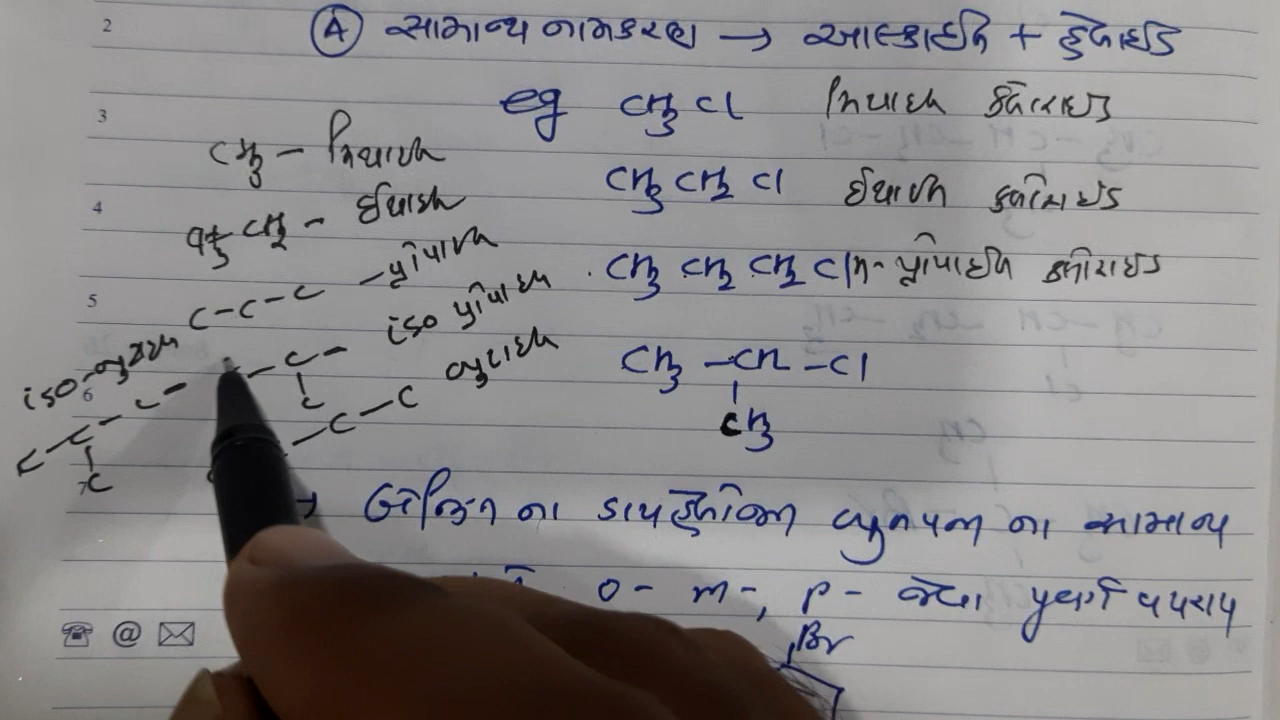 2
Ⓐ સામાન્ય નામકરણ → આલ્કાઈલ + હેલાઈડ
3
eg CH3 Cl મિથાઇલ ક્લોરાઇડ
CH3 – મિથાઇલ
CH3 CH2 Cl ઈથાઈલ ક્લોરાઇડ
4
CH3 CH2 – ઈથાઇલ
CH3 CH2 CH2 Cl n- પ્રોપાઈલ ક્લોરાઇડ
C – C – C – પ્રોપાઇલ
5
iso પ્રોપાઇલ
C –
C
CH3 – CH – Cl
CH3
બ્યુટાઇલ
C – C
iso-બ્યુટાઇલ
6
C – C – C –
C
→ બેન્ઝિન ના ડાયહેલોજન વ્યુત્પન્ન ના સામાન્ય
o- m-, p- જેવા પૂર્વગ વપરાય
Br